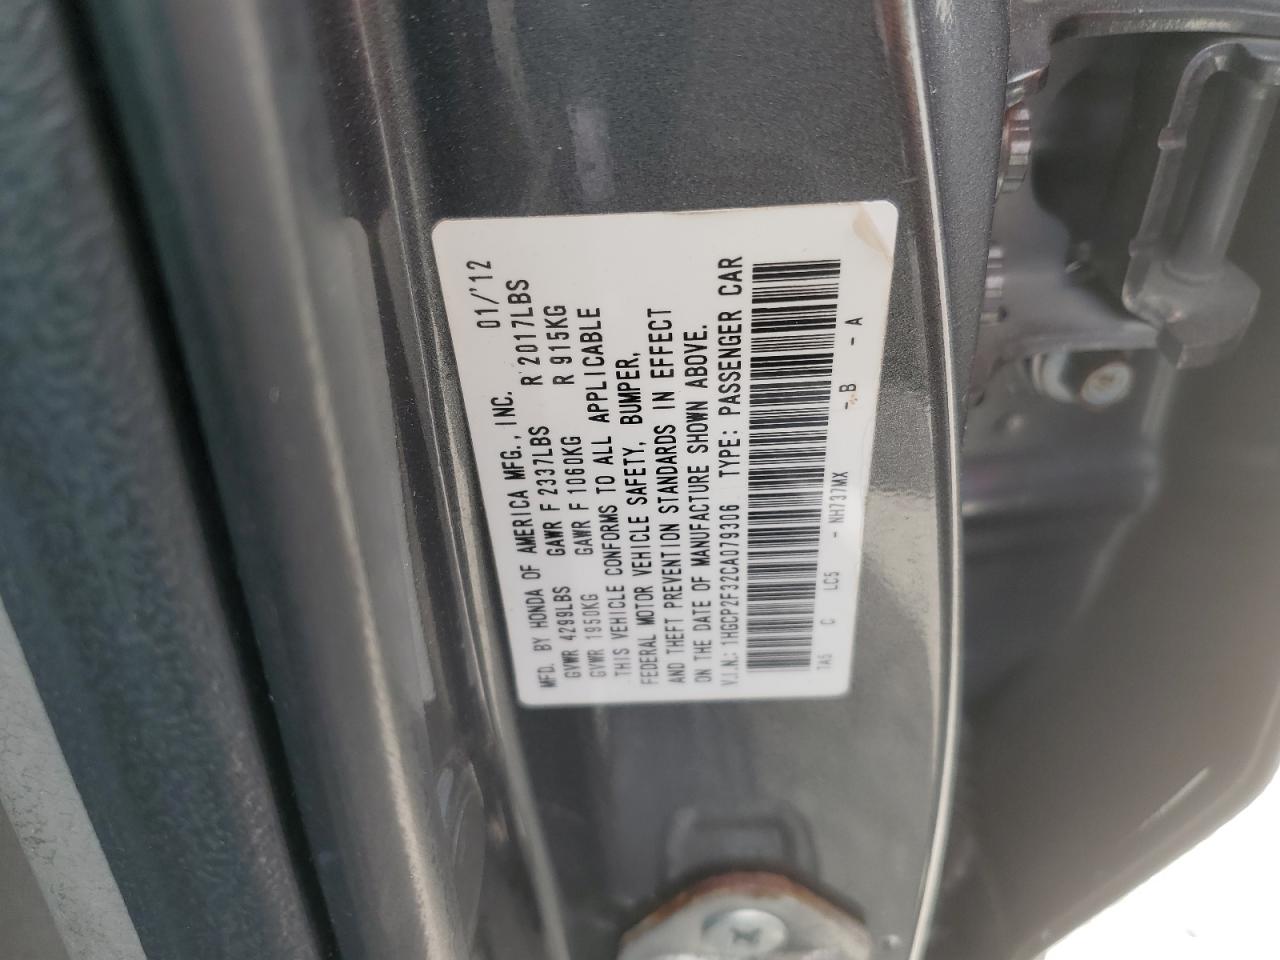 MFD. BY HONDA OF AMERICA MFG., INC. 01/'12
GVWR 4299LBS GAWR F 2337LBS R 2017LBS
GVWR 1950KG GAWR F 1060KG R 915KG
THIS VEHICLE CONFORMS TO ALL APPLICABLE
FEDERAL MOTOR VEHICLE SAFETY, BUMPER,
AND THEFT PREVENTION STANDARDS IN EFFECT
ON THE DATE OF MANUFACTURE SHOWN ABOVE.
V.I.N.: 1HGCP2F32CA079306 TYPE: PASSENGER CAR
TA5 C LC5 - NH737MX - B - A